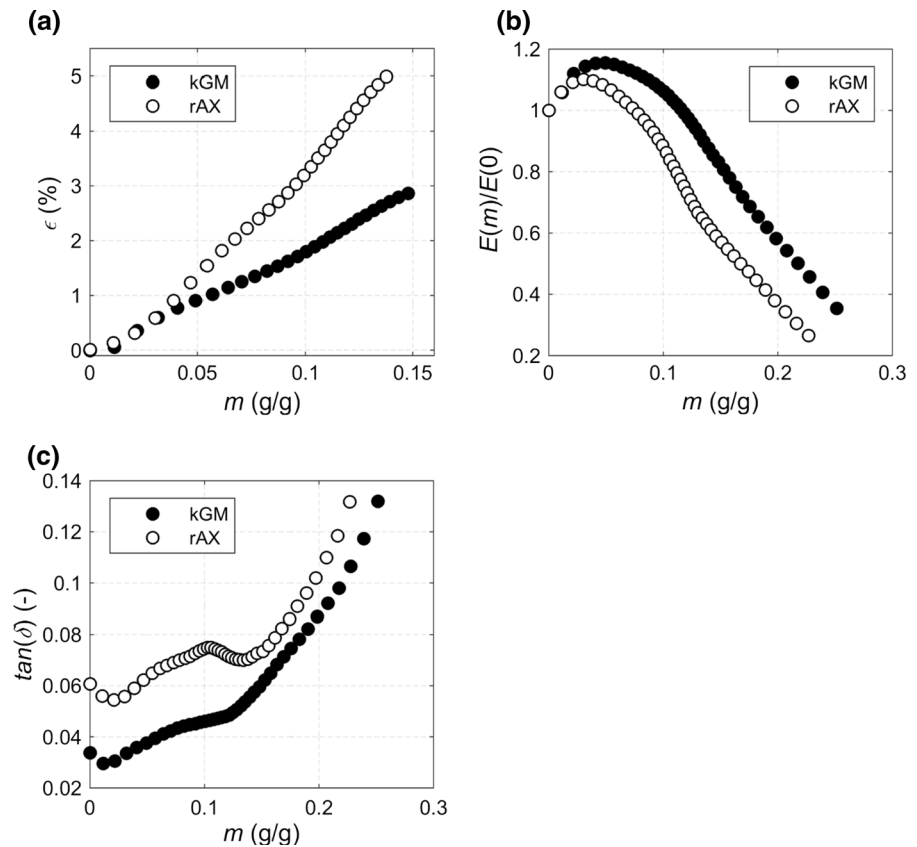 (a)
5
4
3
2
1
0
ϵ (%)
kGM
rAX
0
0.05
0.1
0.15
m (g/g)
(b)
1.2
1
0.8
0.6
0.4
0.2
E(m)/E(0)
kGM
rAX
0
0.1
0.2
0.3
m (g/g)
(c)
0.14
0.12
0.1
0.08
0.06
0.04
0.02
tan(δ) (-)
kGM
rAX
0
0.1
0.2
0.3
m (g/g)